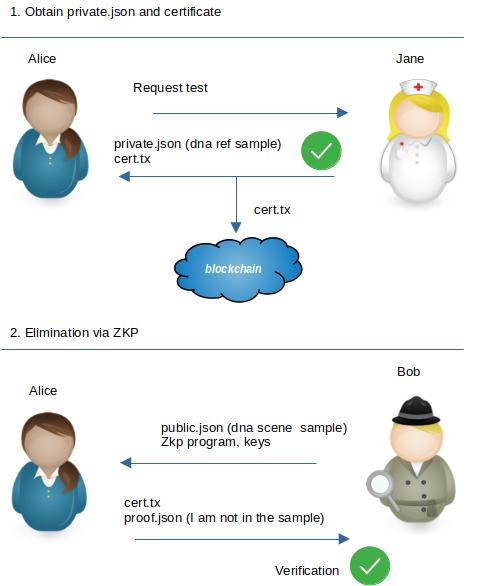 1. Obtain private.json and certificate
Alice
Jane
Request test
private.json (dna ref sample)
cert.tx
cert.tx
blockchain
2. Elimination via ZKP
Bob
Alice
public.json (dna scene  sample)
Zkp program, keys
cert.tx
proof.json (I am not in the sample)
Verification